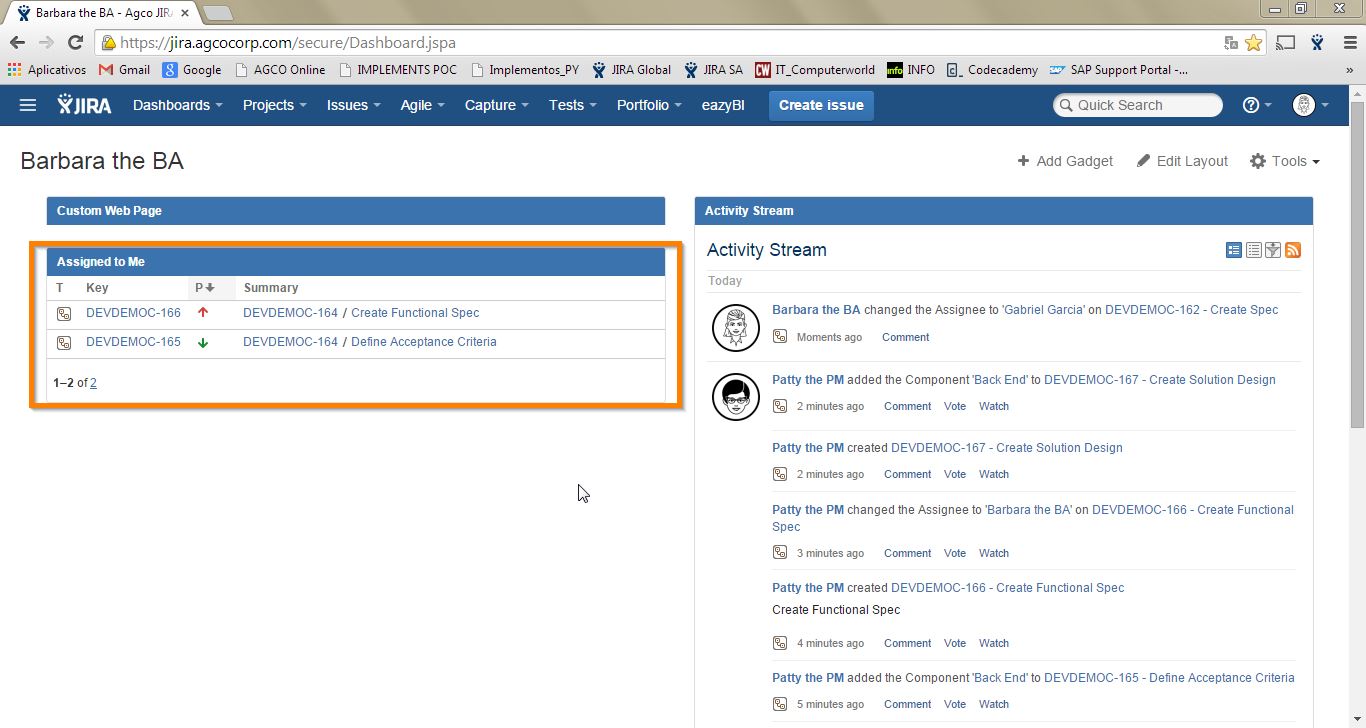 Barbara the BA - Agco JIR
https://jira.agcocorp.com/secure/Dashboard.jspa
Aplicativos Gmail Google AGCO Online IMPLEMENTS POC Implementos_PY JIRA Global JIRA SA CW IT_Computerworld info INFO Codecademy SAP Support Portal -... »
JIRA Dashboards Projects Issues Agile Capture Tests Portfolio eazyBI Create issue Quick Search
Barbara the BA
Add Gadget Edit Layout Tools
Custom Web Page
Assigned to Me
T Key P Summary
DEVDEMOC-166 DEVDEMOC-164 / Create Functional Spec
DEVDEMOC-165 DEVDEMOC-164 / Define Acceptance Criteria
1–2 of 2
Activity Stream
Activity Stream
Today
Barbara the BA changed the Assignee to 'Gabriel Garcia' on DEVDEMOC-162 - Create Spec
Moments ago Comment
Patty the PM added the Component 'Back End' to DEVDEMOC-167 - Create Solution Design
2 minutes ago Comment Vote Watch
Patty the PM created DEVDEMOC-167 - Create Solution Design
2 minutes ago Comment Vote Watch
Patty the PM changed the Assignee to 'Barbara the BA' on DEVDEMOC-166 - Create Functional
Spec
3 minutes ago Comment Vote Watch
Patty the PM created DEVDEMOC-166 - Create Functional Spec
Create Functional Spec
4 minutes ago Comment Vote Watch
Patty the PM added the Component 'Back End' to DEVDEMOC-165 - Define Acceptance Criteria
5 minutes ago Comment Vote Watch